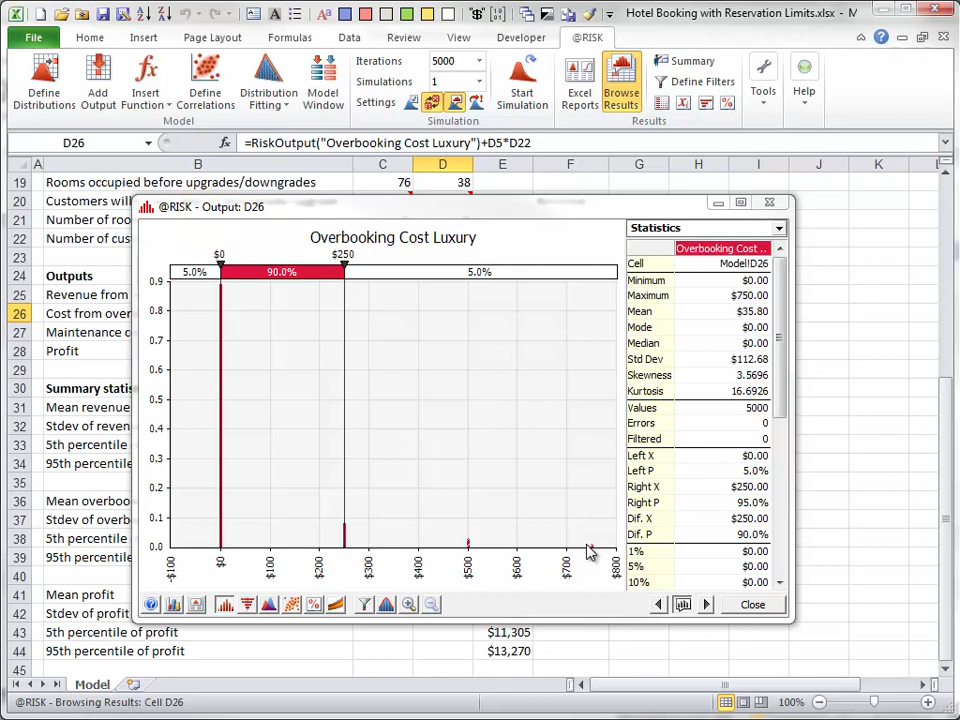 Hotel Booking with Reservation Limits.xlsx - M
File Home Insert Page Layout Formulas Data Review View Developer @RISK
Define Distributions
Add Output
Insert Function
Define Correlations
Distribution Fitting
Model Window
Model
Iterations 5000
Simulations 1
Settings
Start Simulation
Simulation
Excel Reports
Browse Results
Summary
Define Filters
Results
Tools
Help
D26 fx =RiskOutput("Overbooking Cost Luxury")+D5*D22
A B C D E F G H I J K L
19 Rooms occupied before upgrades/downgrades 76 38
20 Customers will
21 Number of roo
22 Number of cus
23
24 Outputs
25 Revenue from
26 Cost from over
27 Maintenance c
28 Profit
29
30 Summary statis
31 Mean revenue
32 Stdev of reven
33 5th percentile
34 95th percentile
35
36 Mean overboo
37 Stdev of overb
38 5th percentile
39 95th percentile
40
41 Mean profit
42 Stdev of profit
43 5th percentile of profit $11,305
44 95th percentile of profit $13,270
45
@RISK - Output: D26
Overbooking Cost Luxury
$0 $250
5.0% 90.0% 5.0%
0.9
0.8
0.7
0.6
0.5
0.4
0.3
0.2
0.1
0.0
-$100 $0 $100 $200 $300 $400 $500 $600 $700 $800
Statistics
Overbooking Cost ..
Cell Model!D26
Minimum $0.00
Maximum $750.00
Mean $35.80
Mode $0.00
Median $0.00
Std Dev $112.68
Skewness 3.5696
Kurtosis 16.6926
Values 5000
Errors 0
Filtered 0
Left X $0.00
Left P 5.0%
Right X $250.00
Right P 95.0%
Dif. X $250.00
Dif. P 90.0%
1% $0.00
5% $0.00
10% $0.00
Close
Model
@RISK - Browsing Results: Cell D26
100%